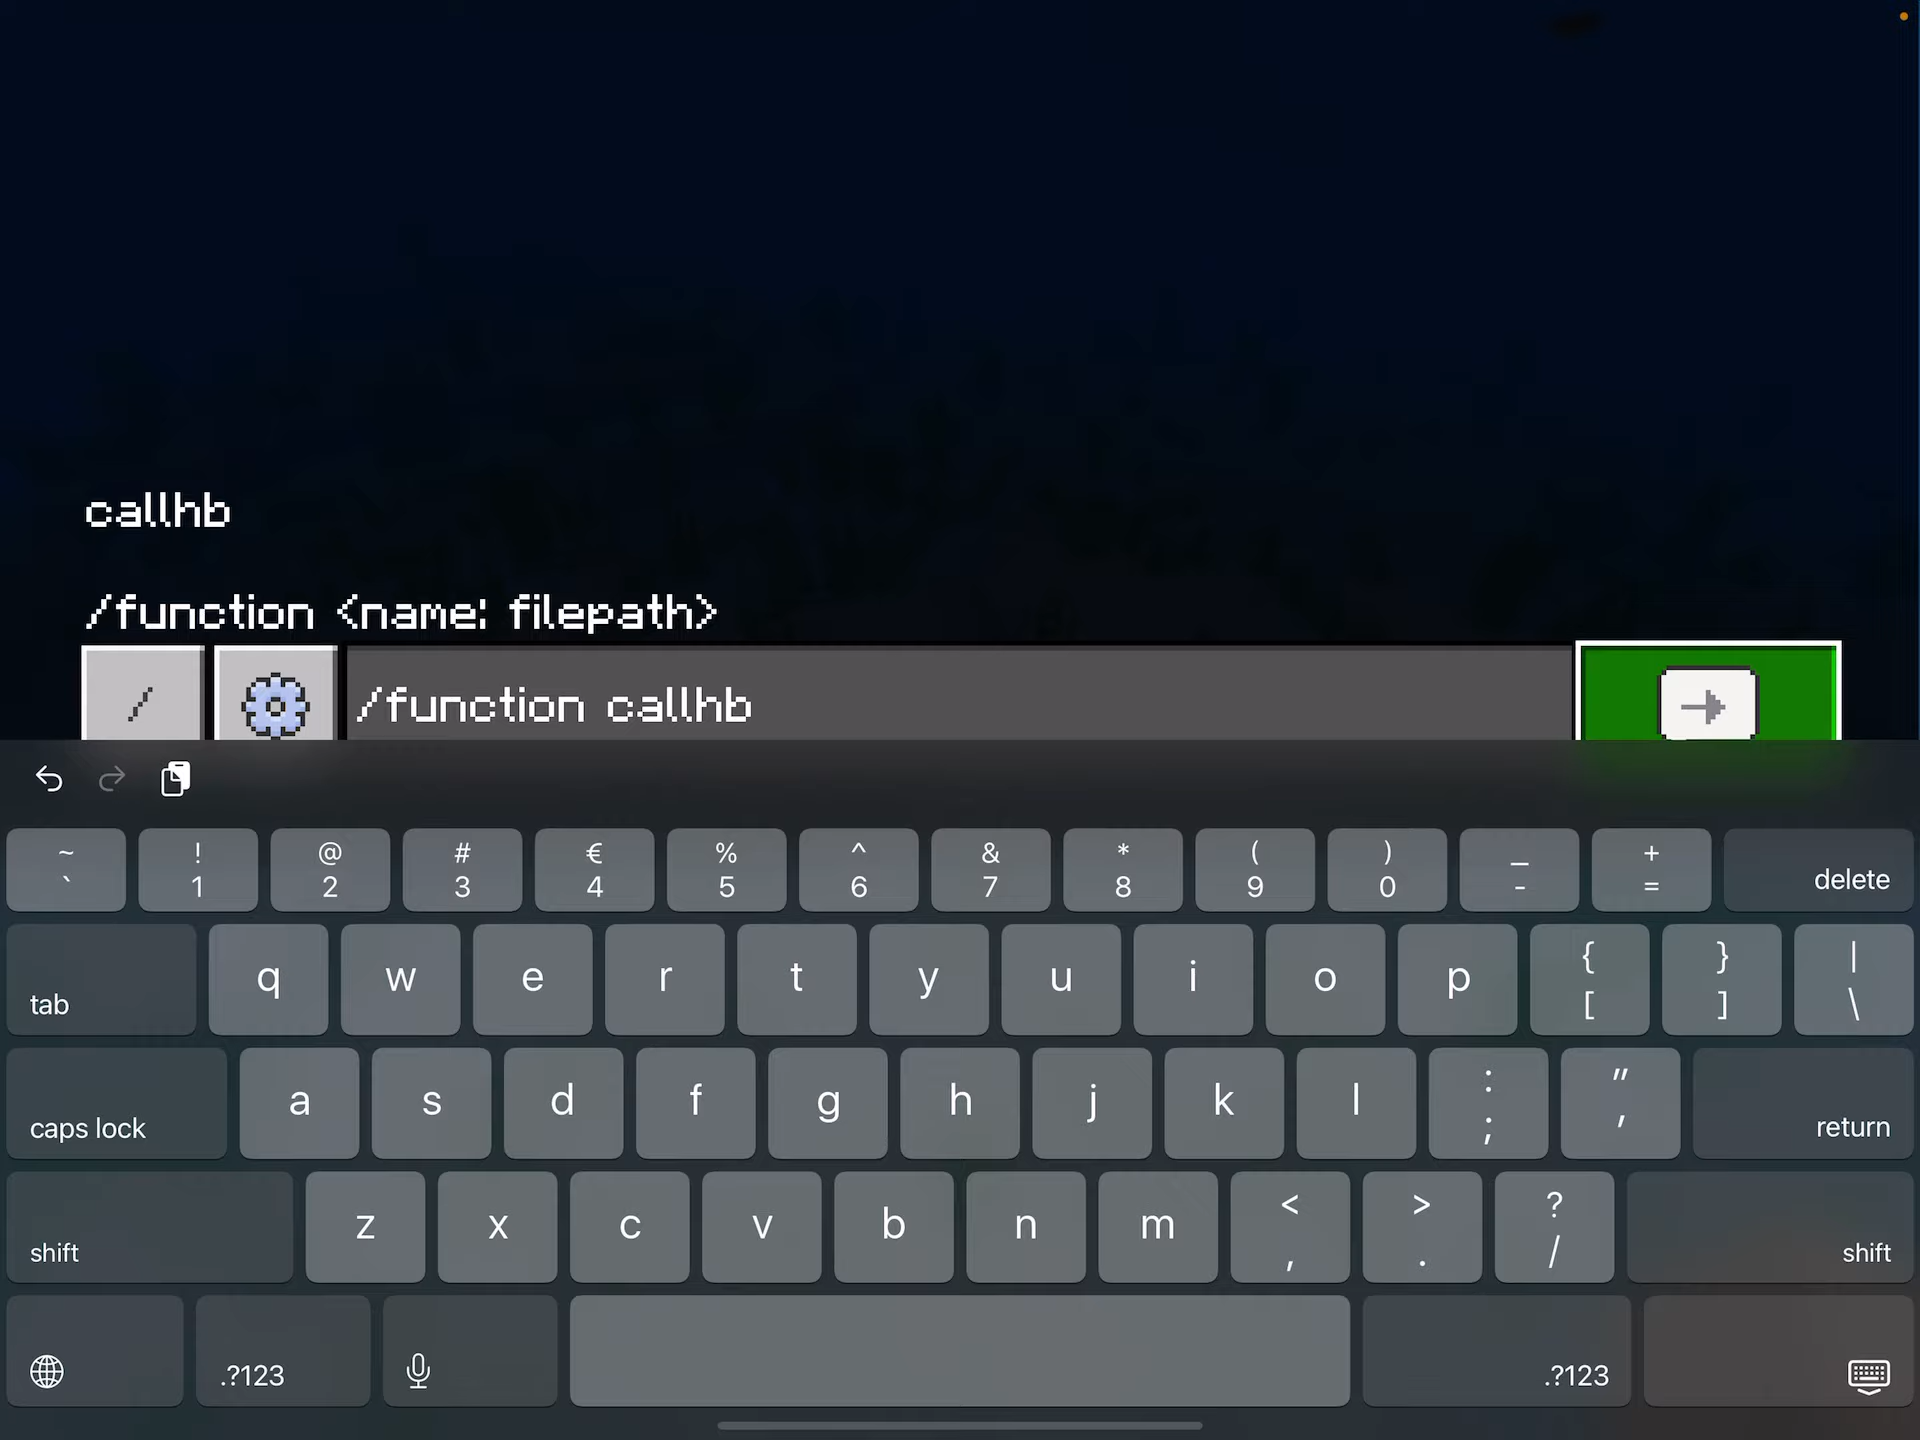 callhb
/function <name: filepath>
/
/function callhb
~ ! @ # € % ^ & * ( ) _ +
` 1 2 3 4 5 6 7 8 9 0 - = delete
tab q w e r t y u i o p { [ } ] | \
caps lock a s d f g h j k l : ; " ' return
shift z x c v b n m < , > . ? / shift
.?123 .?123